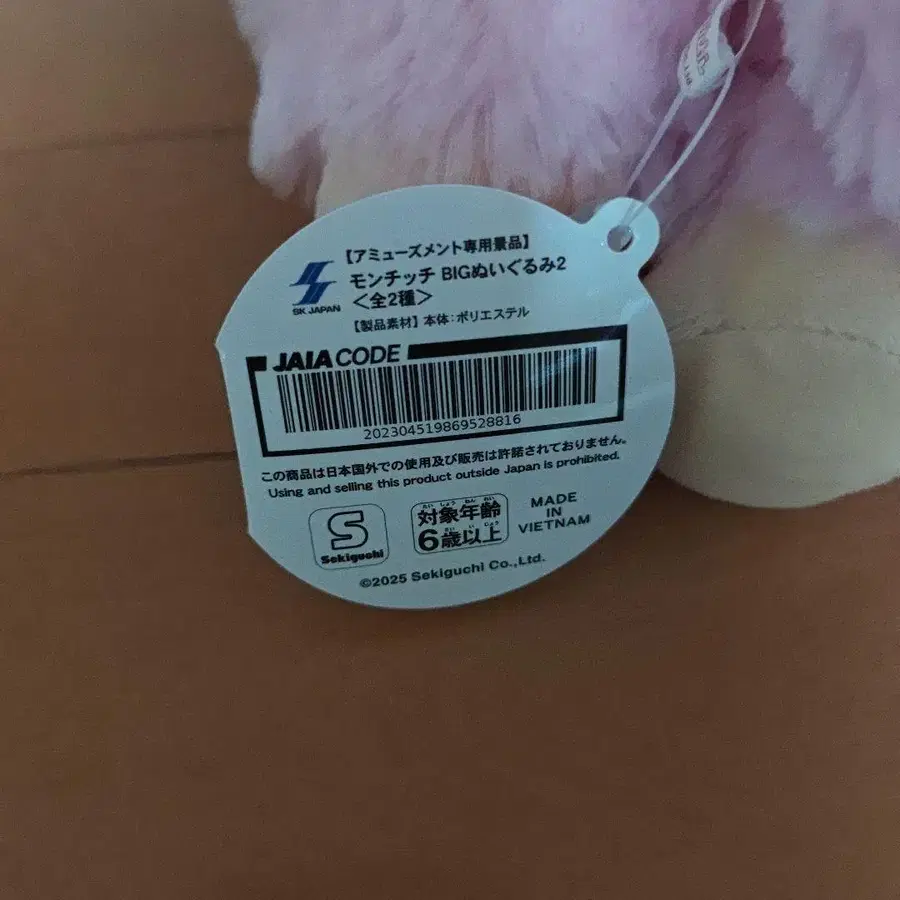 【アミューズメント専用景品】
モンチッチ BIGぬいぐるみ2
＜全2種＞
SK JAPAN
【製品素材】本体：ポリエステル
JAIA CODE
202304519869528816
この商品は日本国外での使用及び販売は許諾されておりません。
Using and selling this product outside Japan is prohibited.
S
Sekiguchi
対象年齢
6歳以上
MADE
IN
VIETNAM
©2025 Sekiguchi Co.,Ltd.